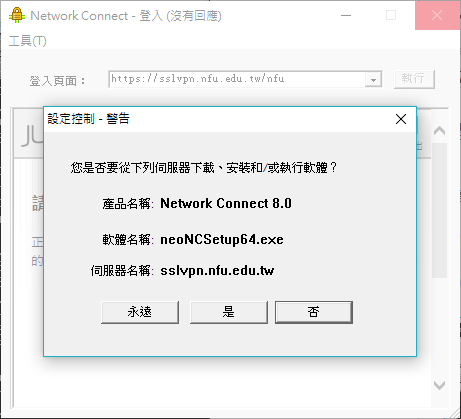 Network Connect - 登入 (沒有回應)
工具(T)
登入頁面： https://sslvpn.nfu.edu.tw/nfu 執行
設定控制 - 警告
JU
您是否要從下列伺服器下載、安裝和/或執行軟體？
產品名稱: Network Connect 8.0
軟體名稱: neoNCSetup64.exe
伺服器名稱: sslvpn.nfu.edu.tw
永遠 是 否
請
正
的